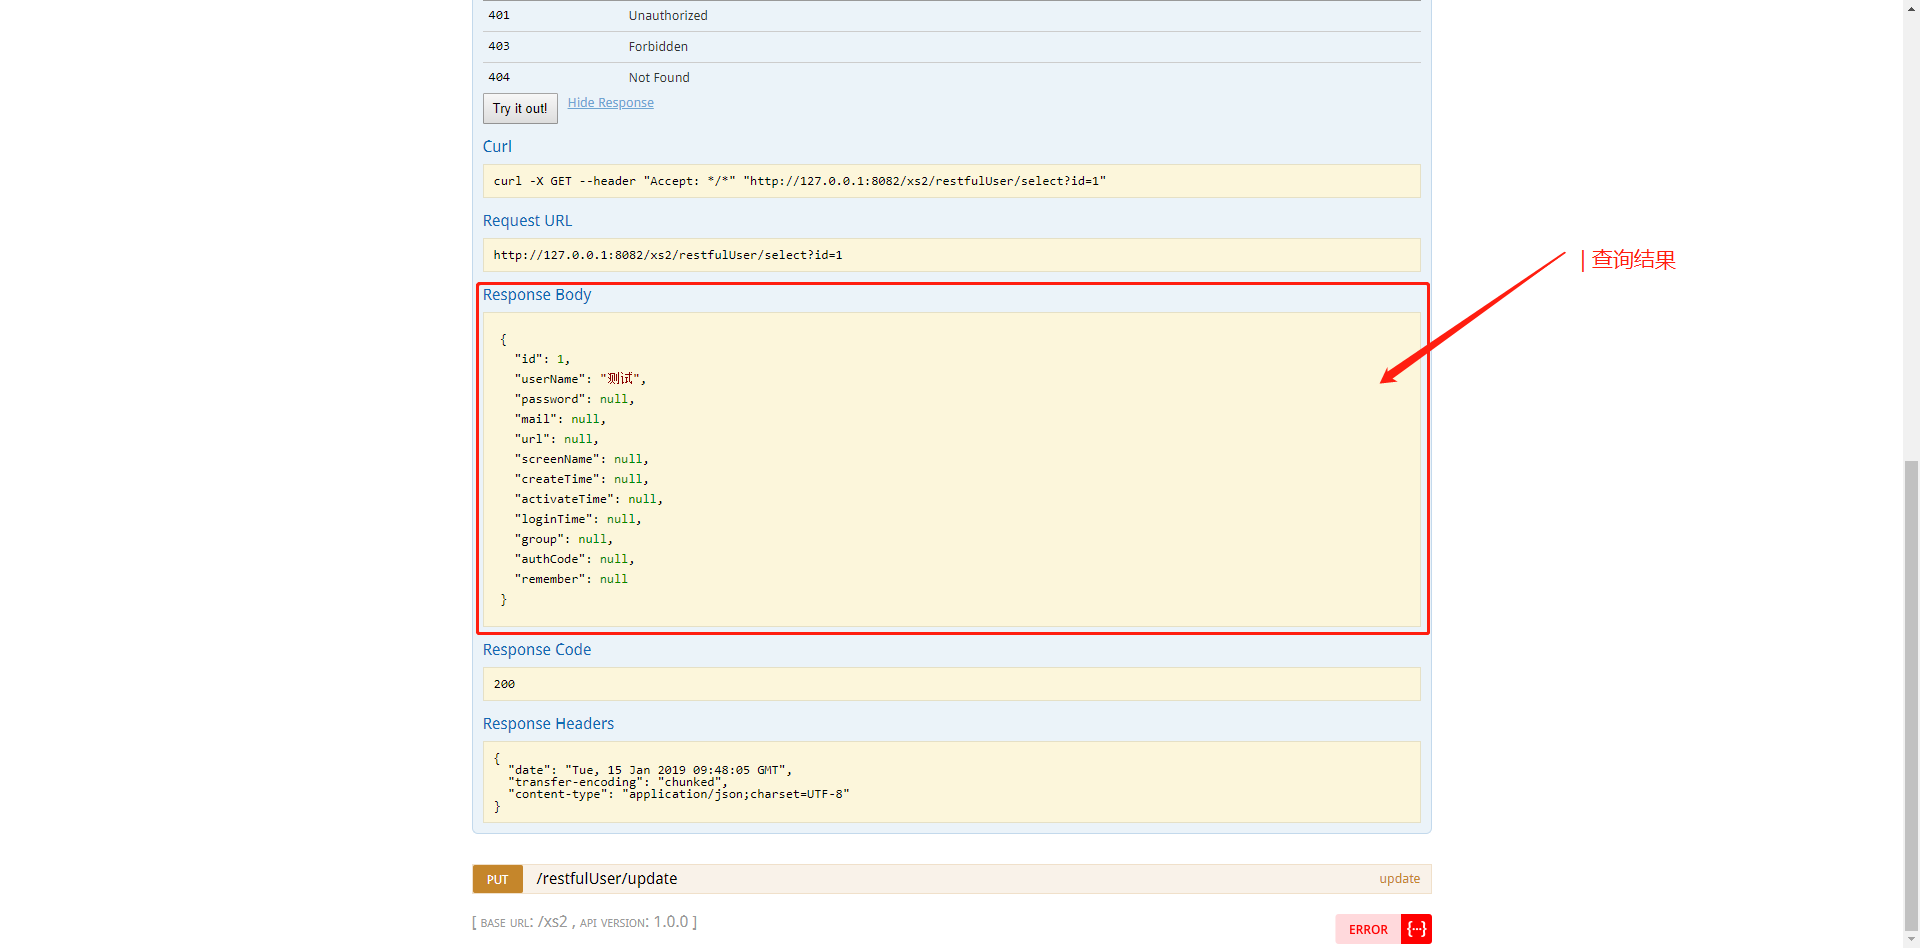 401 Unauthorized
403 Forbidden
404 Not Found
Try it out! Hide Response
Curl
curl -X GET --header "Accept: */*" "http://127.0.0.1:8082/xs2/restfulUser/select?id=1"
Request URL
http://127.0.0.1:8082/xs2/restfulUser/select?id=1
| 查询结果
Response Body
{
  "id": 1,
  "userName": "测试",
  "password": null,
  "mail": null,
  "url": null,
  "screenName": null,
  "createTime": null,
  "activateTime": null,
  "loginTime": null,
  "group": null,
  "authCode": null,
  "remember": null
}
Response Code
200
Response Headers
{
  "date": "Tue, 15 Jan 2019 09:48:05 GMT",
  "transfer-encoding": "chunked",
  "content-type": "application/json;charset=UTF-8"
}
PUT /restfulUser/update update
[ BASE URL: /xs2 , API VERSION: 1.0.0 ]
ERROR {···}